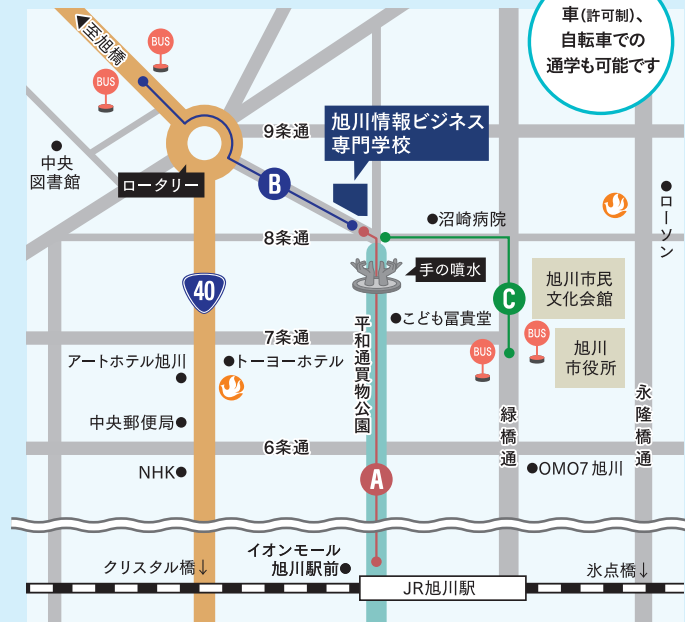 車(許可制)、
自転車での
通学も可能です
至旭橋
BUS
BUS
9条通
旭川情報ビジネス
専門学校
中央
図書館
ロータリー
B
沼崎病院
ローソン
8条通
手の噴水
40
C
旭川市民
文化会館
こども冨貴堂
平和通買物公園
7条通
BUS
BUS
旭川
市役所
アートホテル旭川
トーヨーホテル
中央郵便局
緑橋通
永隆橋通
6条通
NHK
A
OMO7旭川
クリスタル橋↓
イオンモール
旭川駅前
氷点橋↓
JR旭川駅